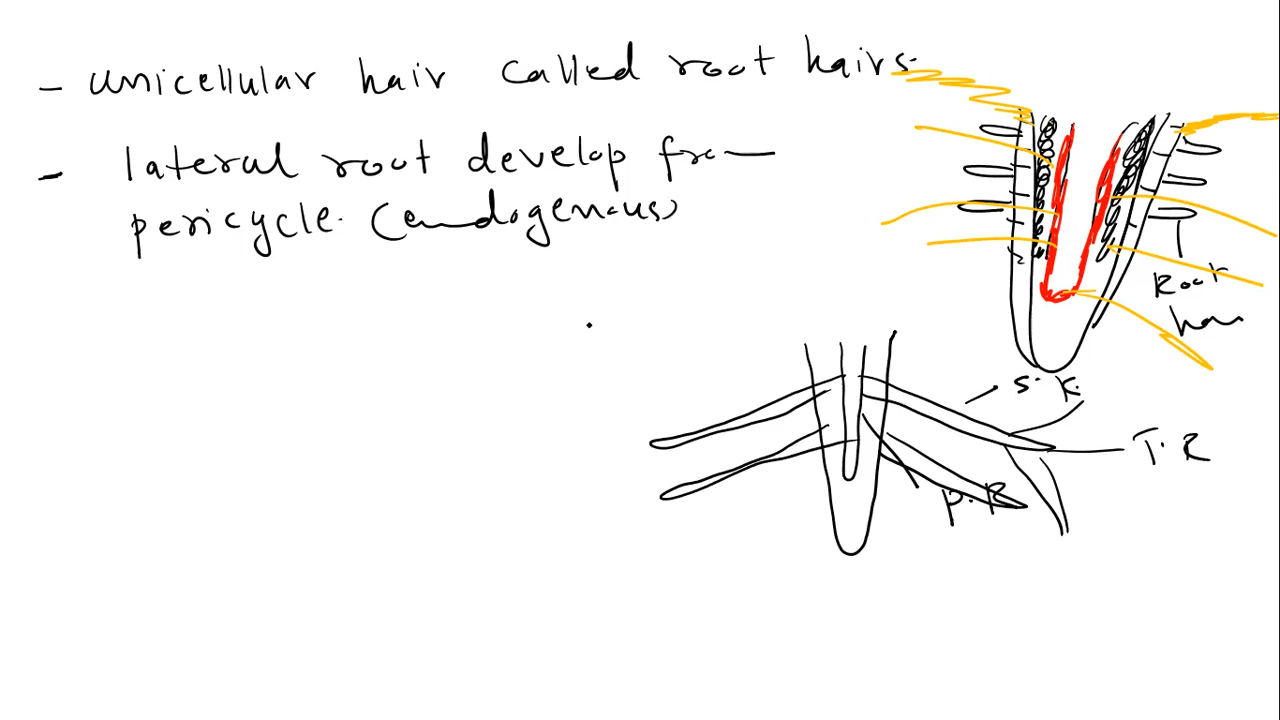 - unicellular hair called root hairs.
- lateral root develop from
pericycle. (endogenous)
Root
hair
S. R.
T. R
P. R